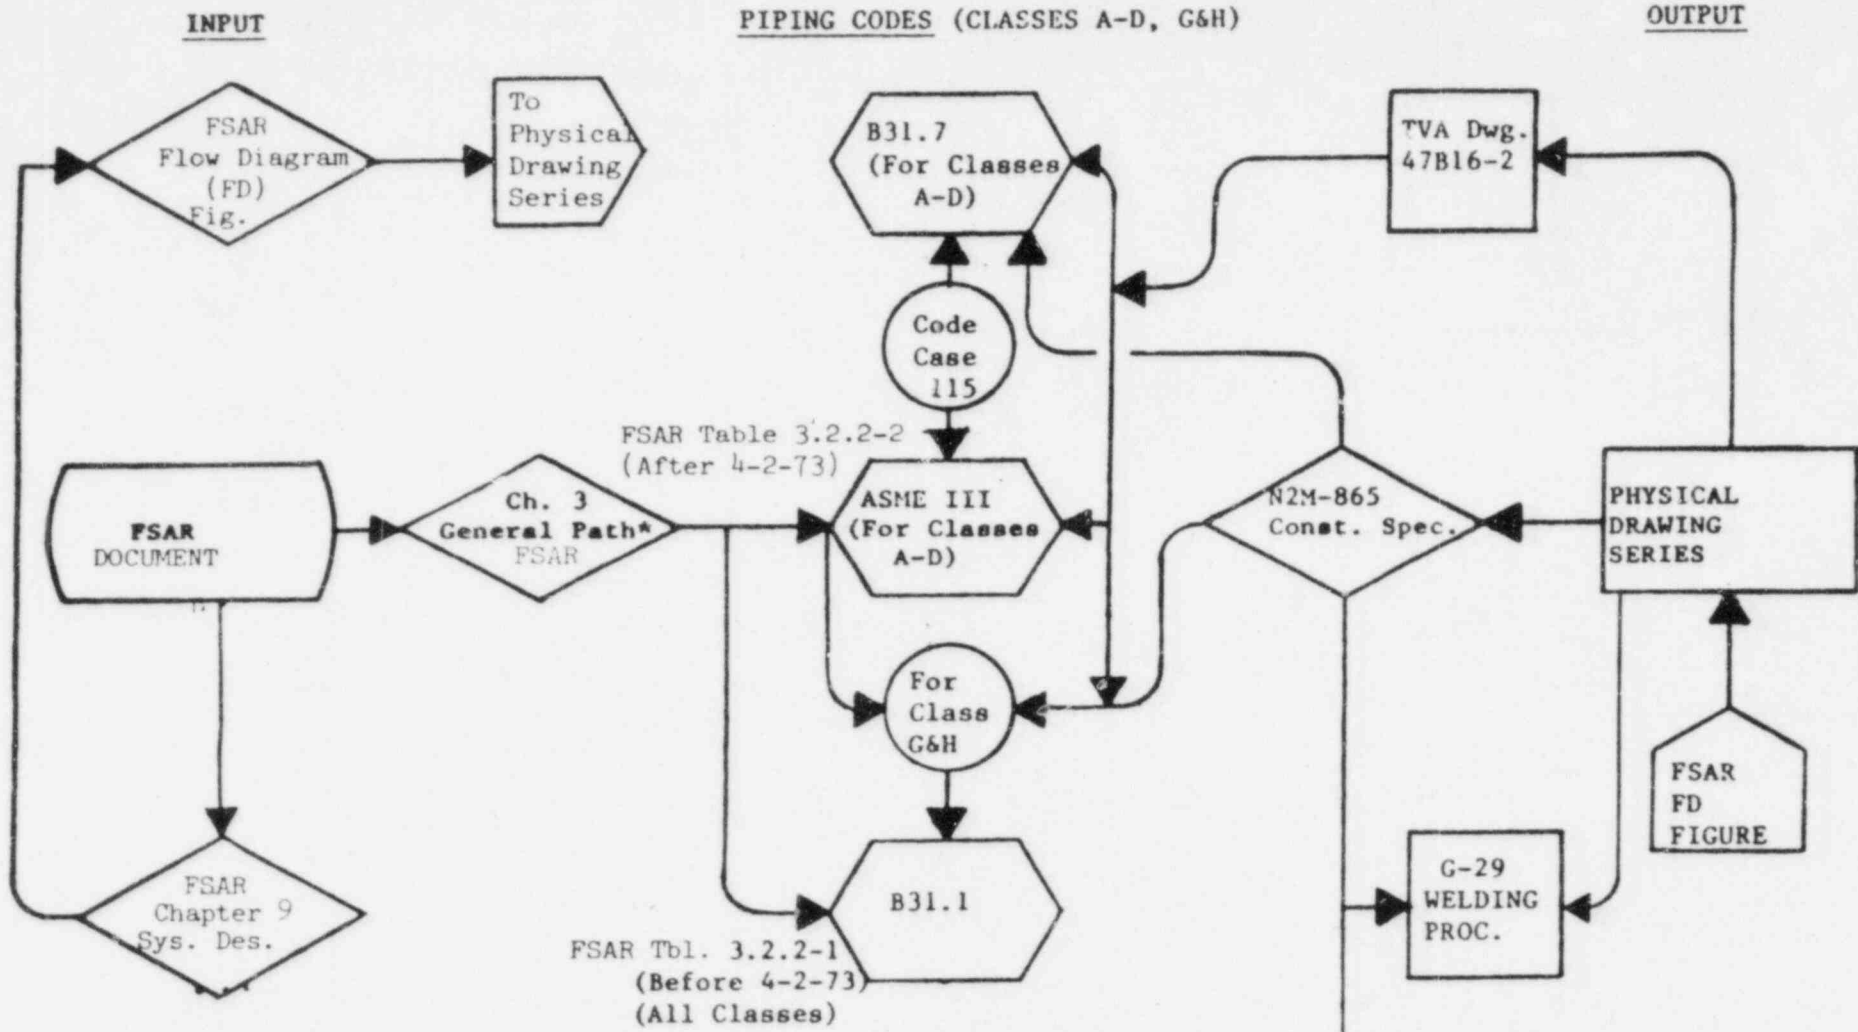 INPUT
PIPING CODES (CLASSES A-D, G&H)
OUTPUT
FSAR
Flow Diagram
(FD)
Fig.
To
Physical
Drawing
Series
B31.7
(For Classes
A-D)
TVA Dwg.
47B16-2
Code
Case
115
FSAR Table 3.2.2-2
(After 4-2-73)
FSAR
DOCUMENT
Ch. 3
General Path*
FSAR
ASME III
(For Classes
A-D)
N2M-865
Const. Spec.
PHYSICAL
DRAWING
SERIES
For
Class
G&H
FSAR
FD
FIGURE
FSAR
Chapter 9
Sys. Des.
B31.1
G-29
WELDING
PROC.
FSAR Tbl. 3.2.2-1
(Before 4-2-73)
(All Classes)